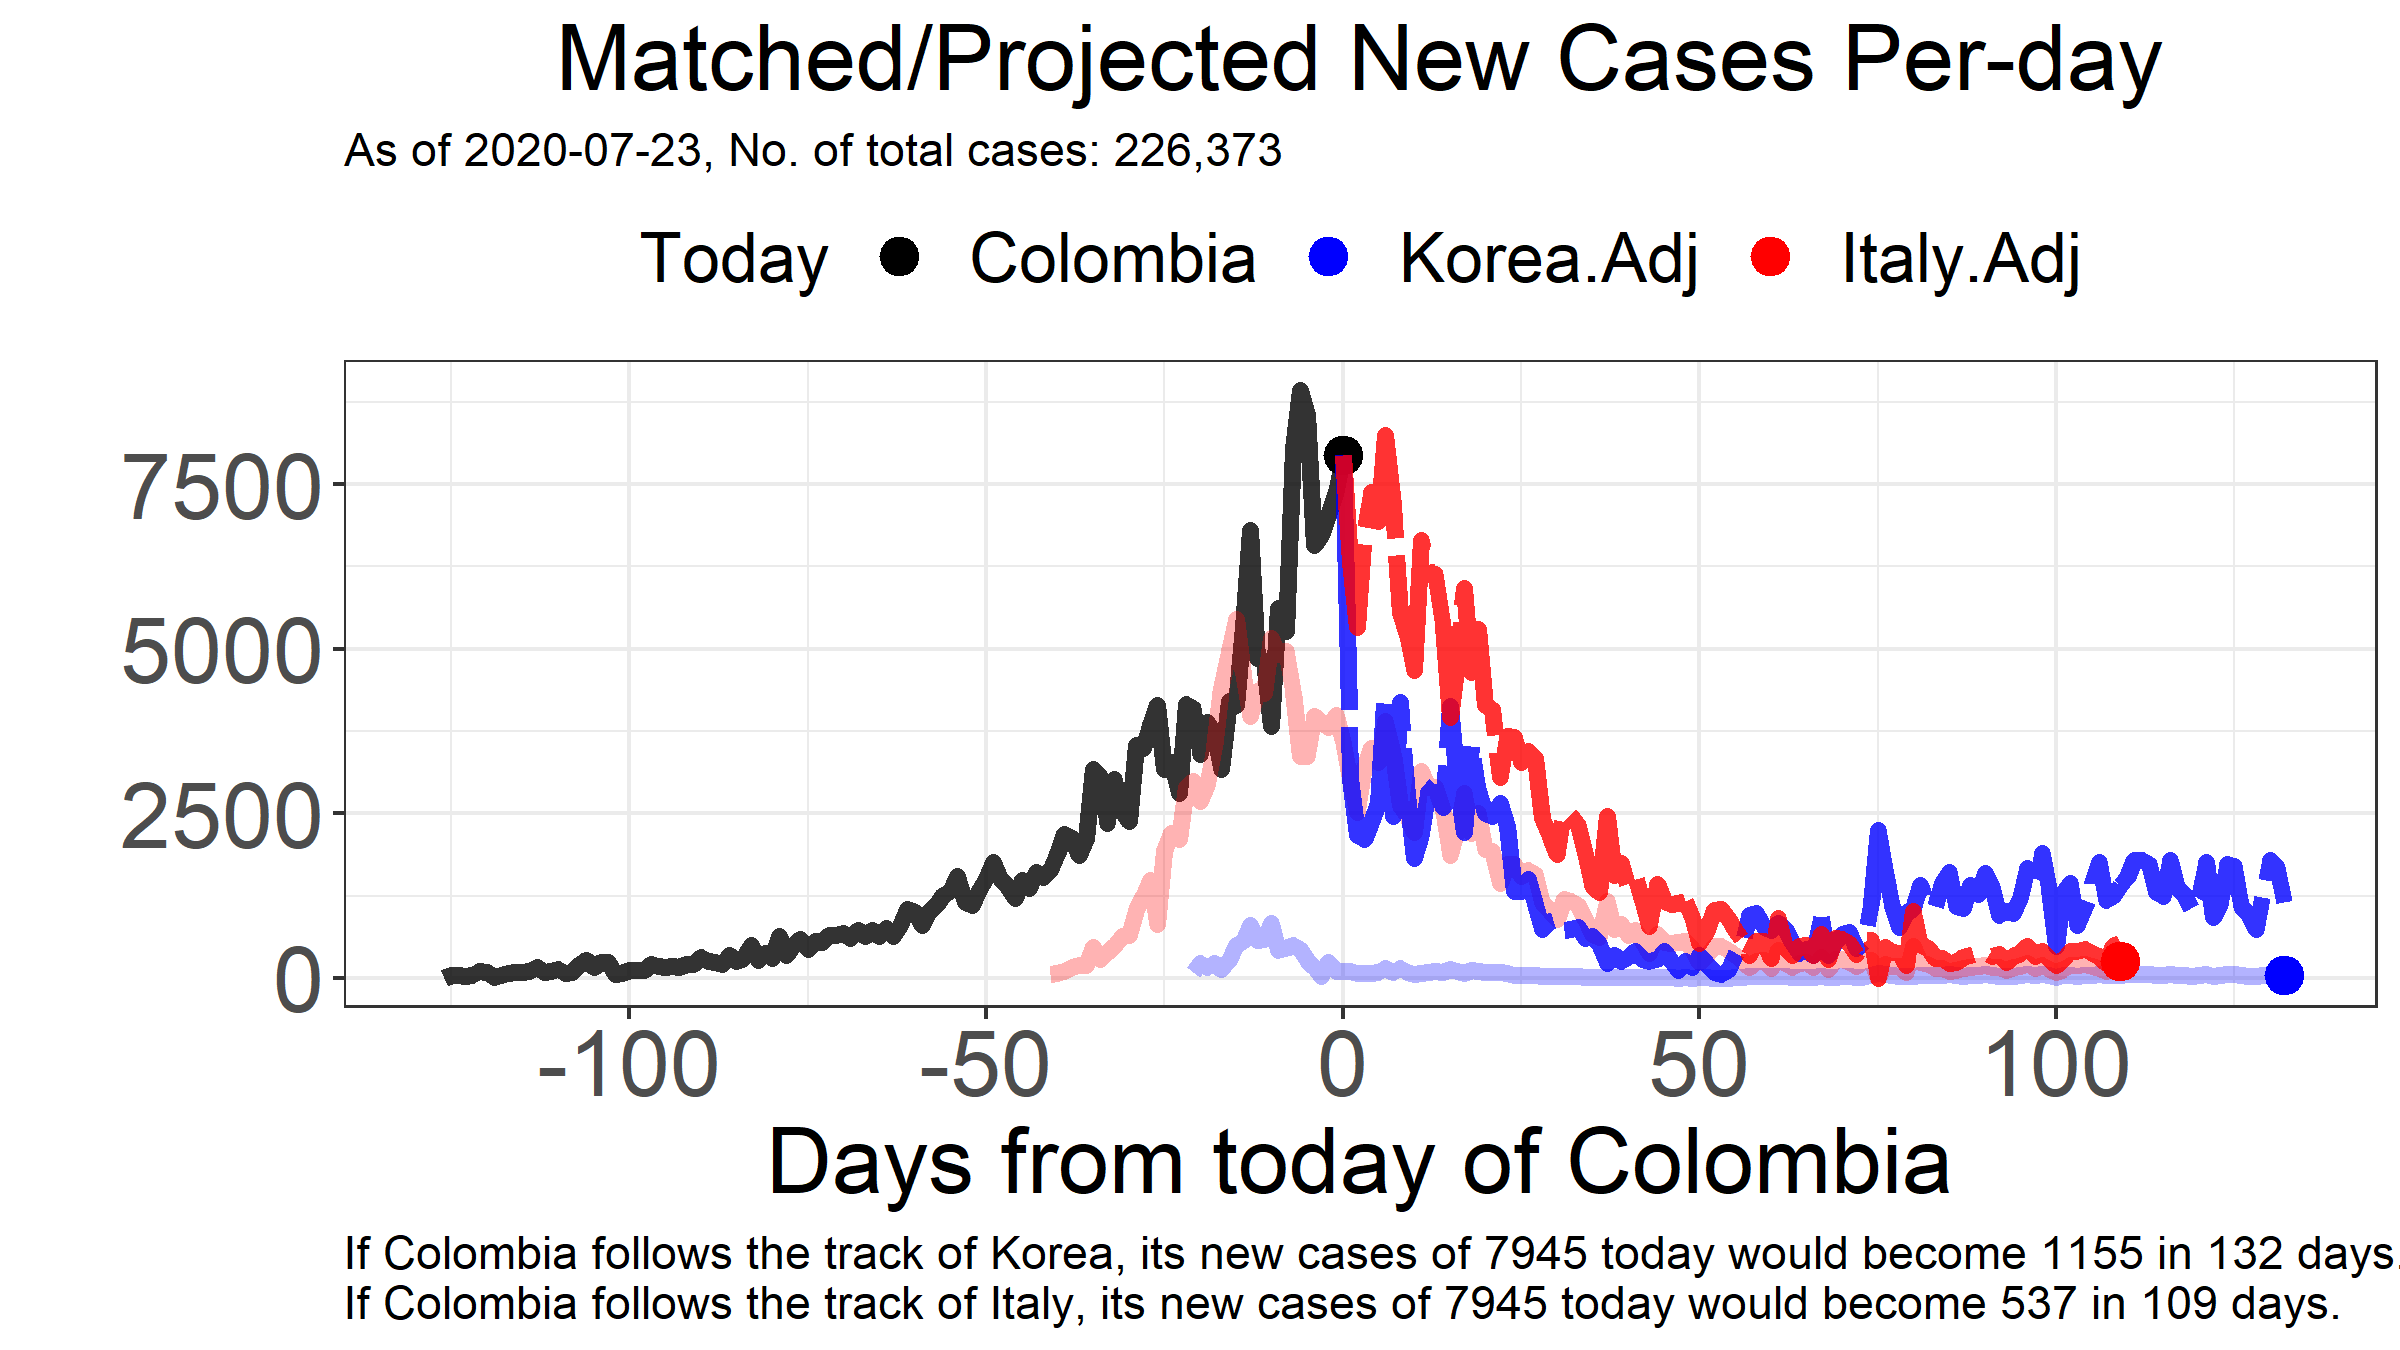 Matched/Projected New Cases Per-day
As of 2020-07-23, No. of total cases: 226,373
Today Colombia Korea.Adj Italy.Adj
7500
5000
2500
0
-100 -50 0 50 100
Days from today of Colombia
If Colombia follows the track of Korea, its new cases of 7945 today would become 1155 in 132 days.
If Colombia follows the track of Italy, its new cases of 7945 today would become 537 in 109 days.